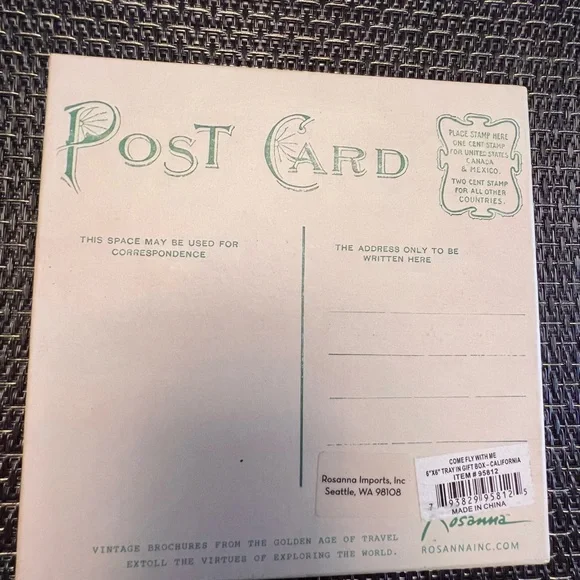 POST CARD
PLACE STAMP HERE
ONE CENT STAMP
FOR UNITED STATES
CANADA
& MEXICO.
TWO CENT STAMP
FOR ALL OTHER
COUNTRIES.
THIS SPACE MAY BE USED FOR
CORRESPONDENCE
THE ADDRESS ONLY TO BE
WRITTEN HERE
Rosanna Imports, Inc
Seattle, WA 98108
COME FLY WITH ME
6"X6" TRAY IN GIFT BOX - CALIFORNIA
ITEM # 95812
7 93829 95812 5
MADE IN CHINA
Rosanna
ROSANNAINC.COM
VINTAGE BROCHURES FROM THE GOLDEN AGE OF TRAVEL
EXTOLL THE VIRTUES OF EXPLORING THE WORLD.